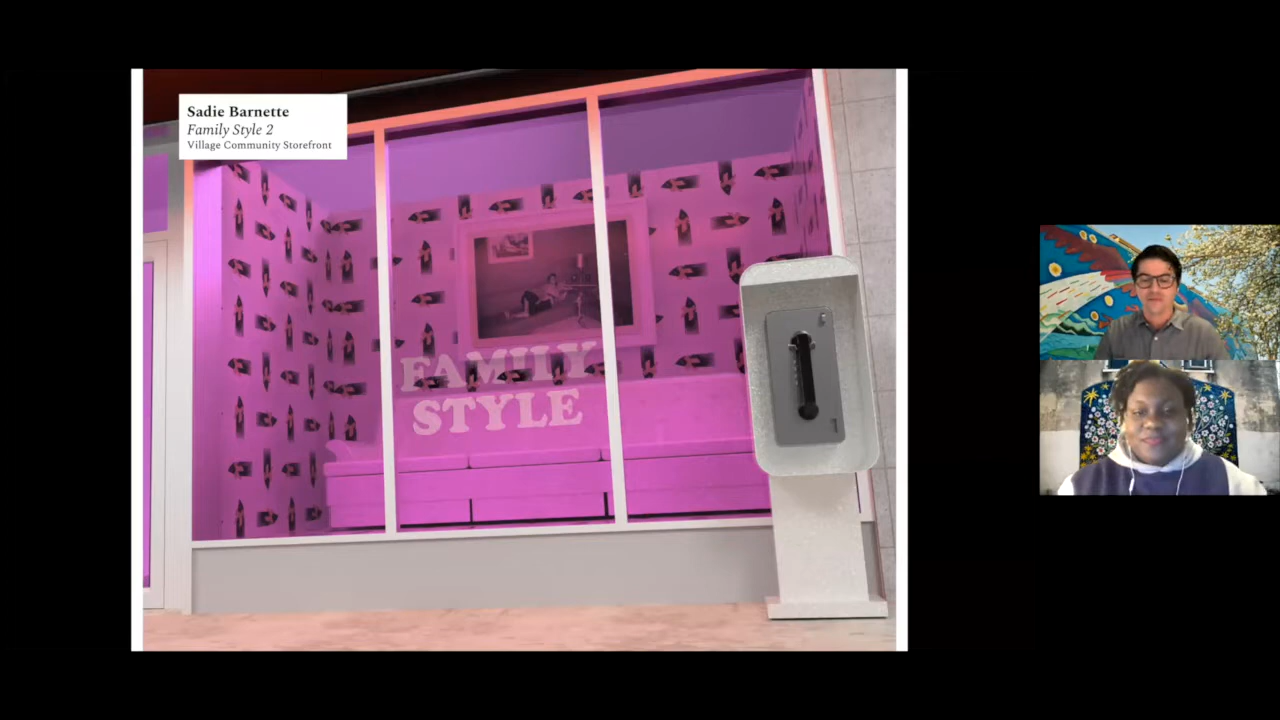 Sadie Barnette
Family Style 2
Village Community Storefront
FAMILY
STYLE